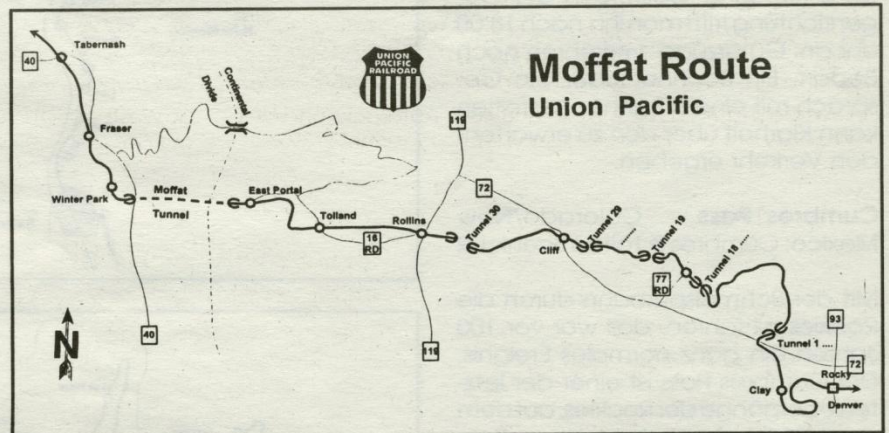 Moffat Route
Union Pacific
UNION
PACIFIC
RAILROAD
Tabernash
40
Continental
Divide
Fraser
119
72
Winter Park
Moffat
Tunnel
East Portal
Tolland
16
RD
Rollins
Tunnel 30
Cliff
Tunnel 29
....
Tunnel 19
....
Tunnel 18 ....
77
RD
N
40
119
93
Tunnel 1 ....
72
Clay
Rocky
Denver